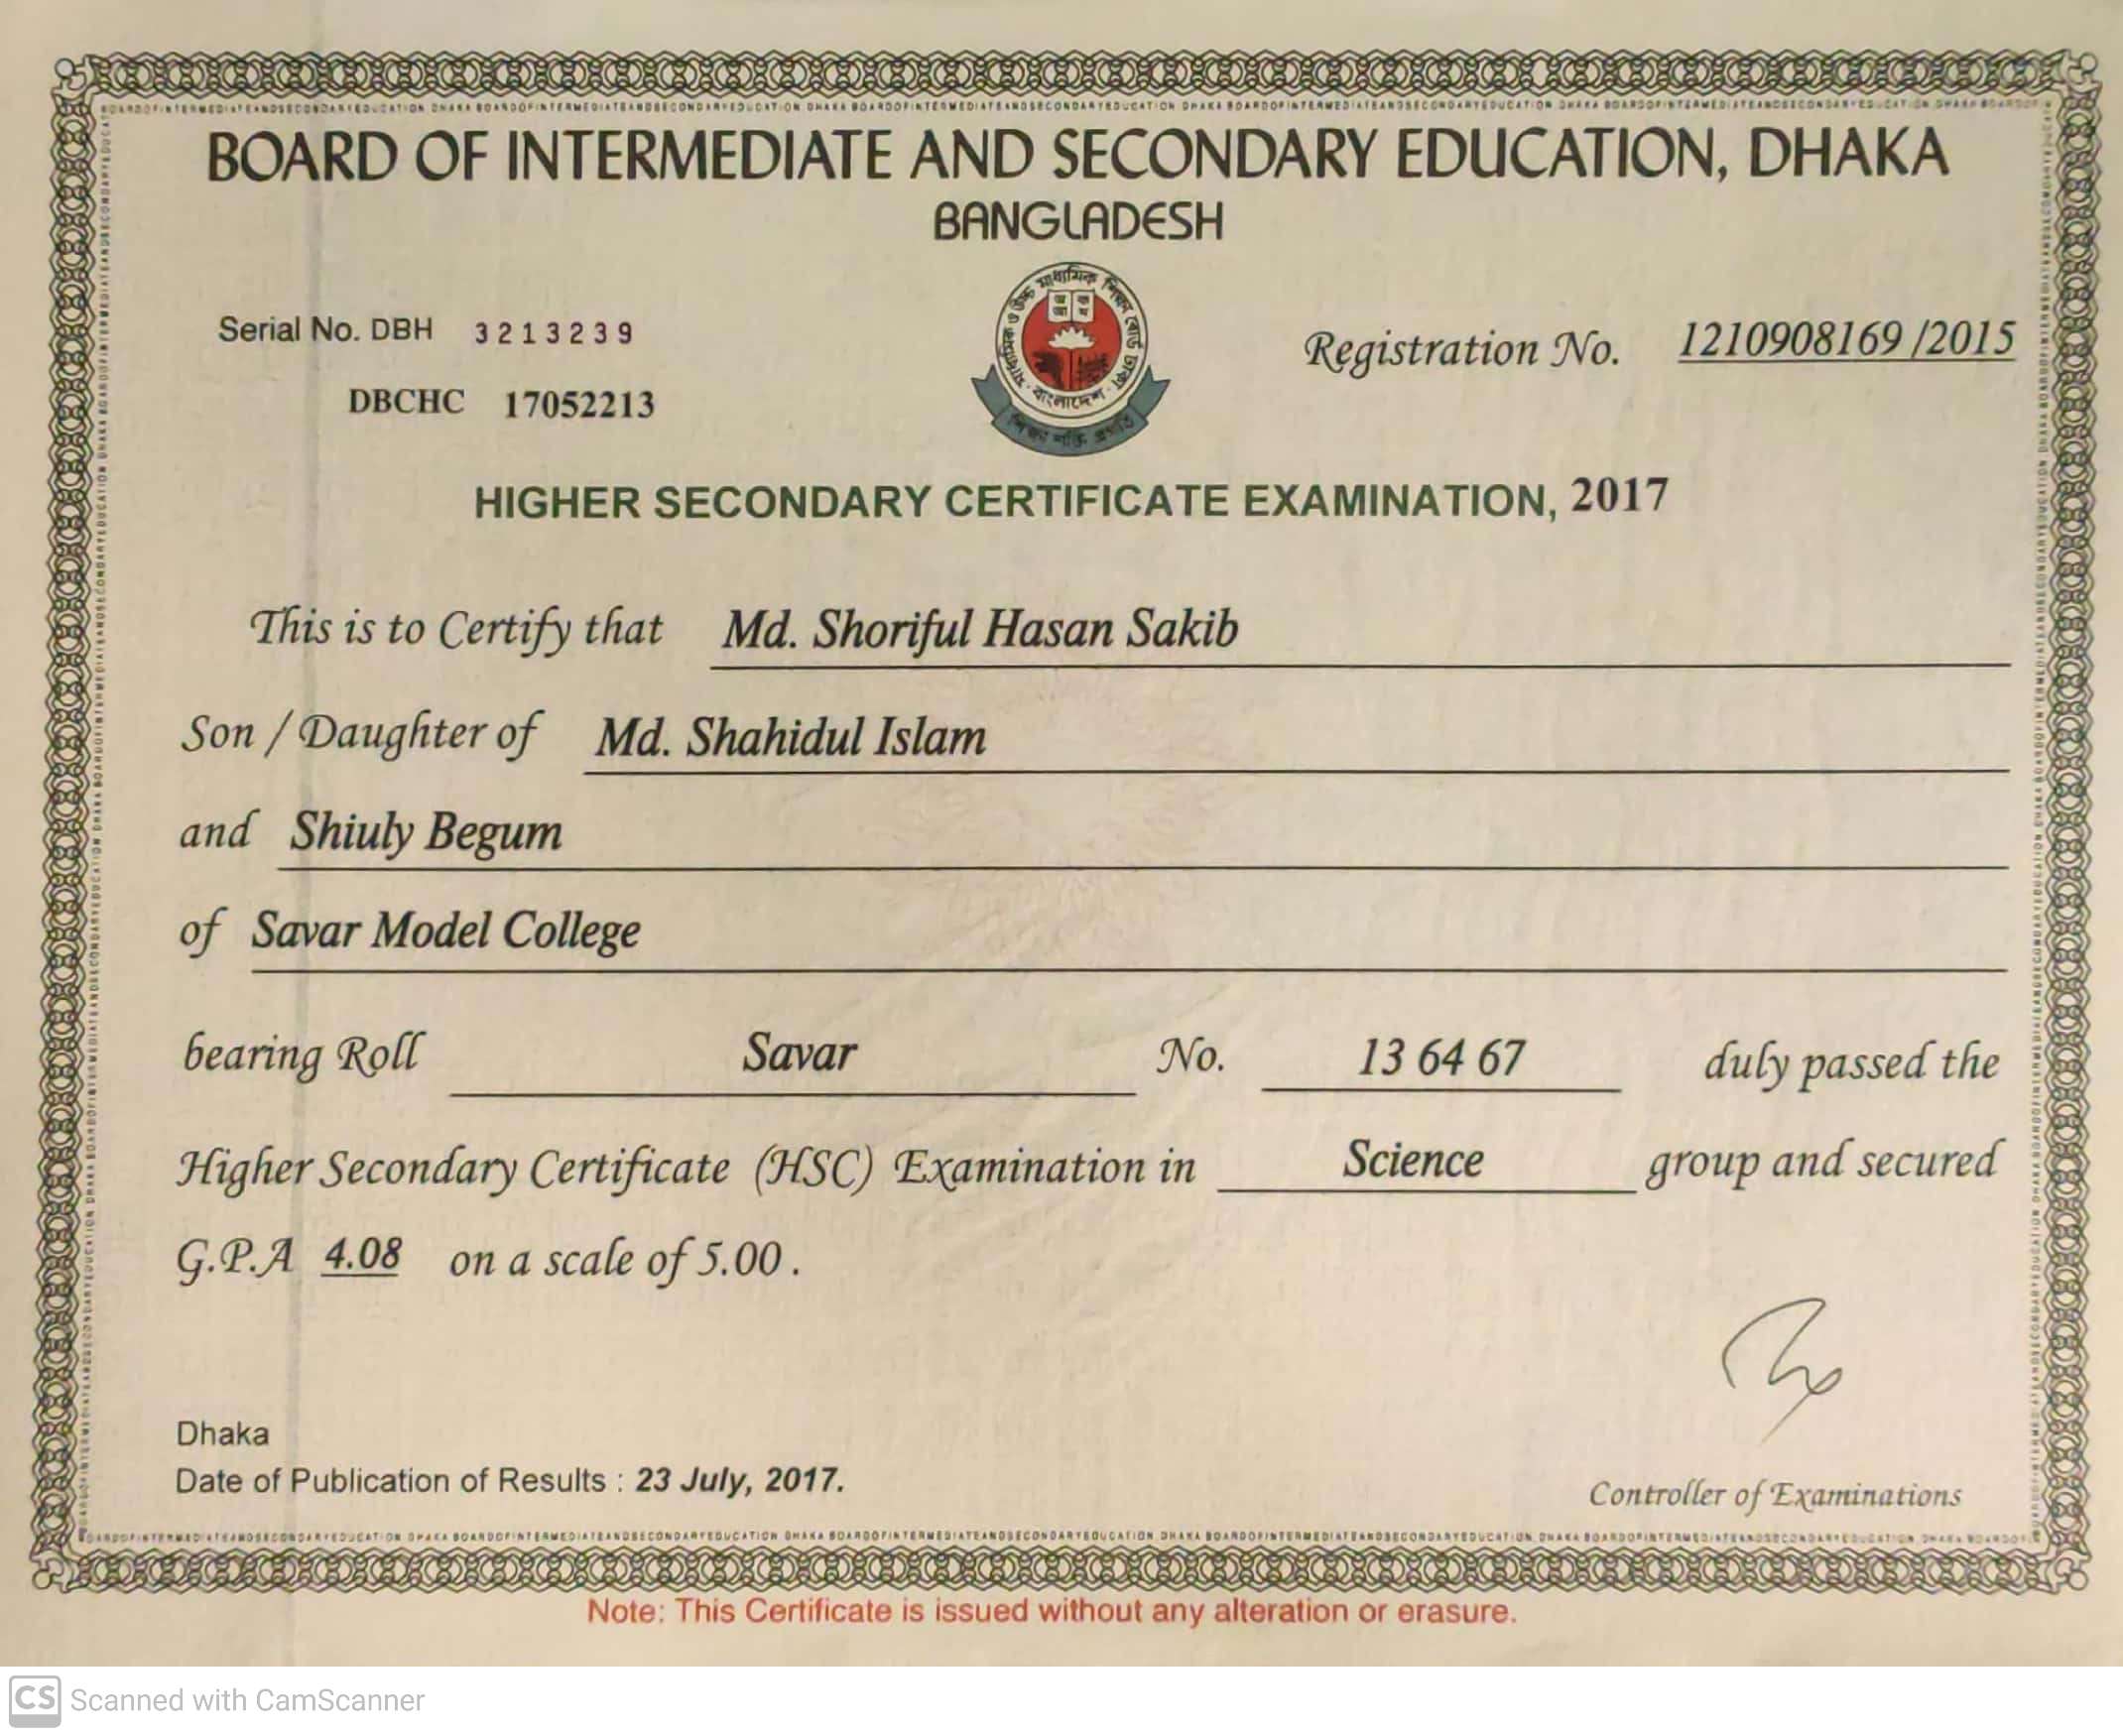 BOARD OF INTERMEDIATE AND SECONDARY EDUCATION, DHAKA
BANGLADESH
Serial No. DBH 3213239
DBCHC 17052213
Registration No. 1210908169 /2015
মাধ্যমিক ও উচ্চ মাধ্যমিক শিক্ষা বোর্ড ঢাকা
বাংলাদেশ
HIGHER SECONDARY CERTIFICATE EXAMINATION, 2017
This is to Certify that Md. Shoriful Hasan Sakib
Son / Daughter of Md. Shahidul Islam
and Shiuly Begum
of Savar Model College
bearing Roll Savar No. 13 64 67 duly passed the
Higher Secondary Certificate (HSC) Examination in Science group and secured
G.P.A 4.08 on a scale of 5.00 .
Dhaka
Date of Publication of Results : 23 July, 2017.
Controller of Examinations
Note: This Certificate is issued without any alteration or erasure.
CS Scanned with CamScanner